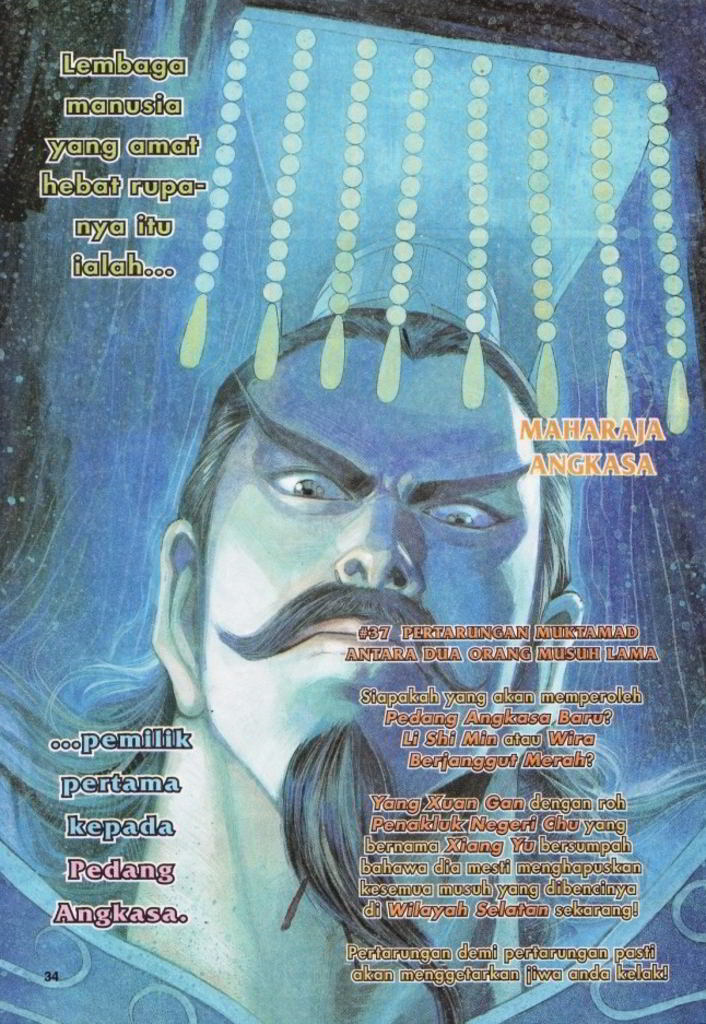 Lembaga
manusia
yang amat
hebat rupa-
nya itu
ialah...
MAHARAJA
ANGKASA
#37 PERTARUNGAN MUKTAMAD
ANTARA DUA ORANG MUSUH LAMA
Siapakah yang akan memperoleh
Pedang Angkasa Baru?
Li Shi Min atau Wira
Berjanggut Merah?
Yang Xuan Gan dengan roh
Penakluk Negeri Chu yang
bernama Xiang Yu bersumpah
bahawa dia mesti menghapuskan
kesemua musuh yang dibencinya
di Wilayah Selatan sekarang!
Pertarungan demi pertarungan pasti
akan menggetarkan jiwa anda kelak!
...pemilik
pertama
kepada
Pedang
Angkasa.
34